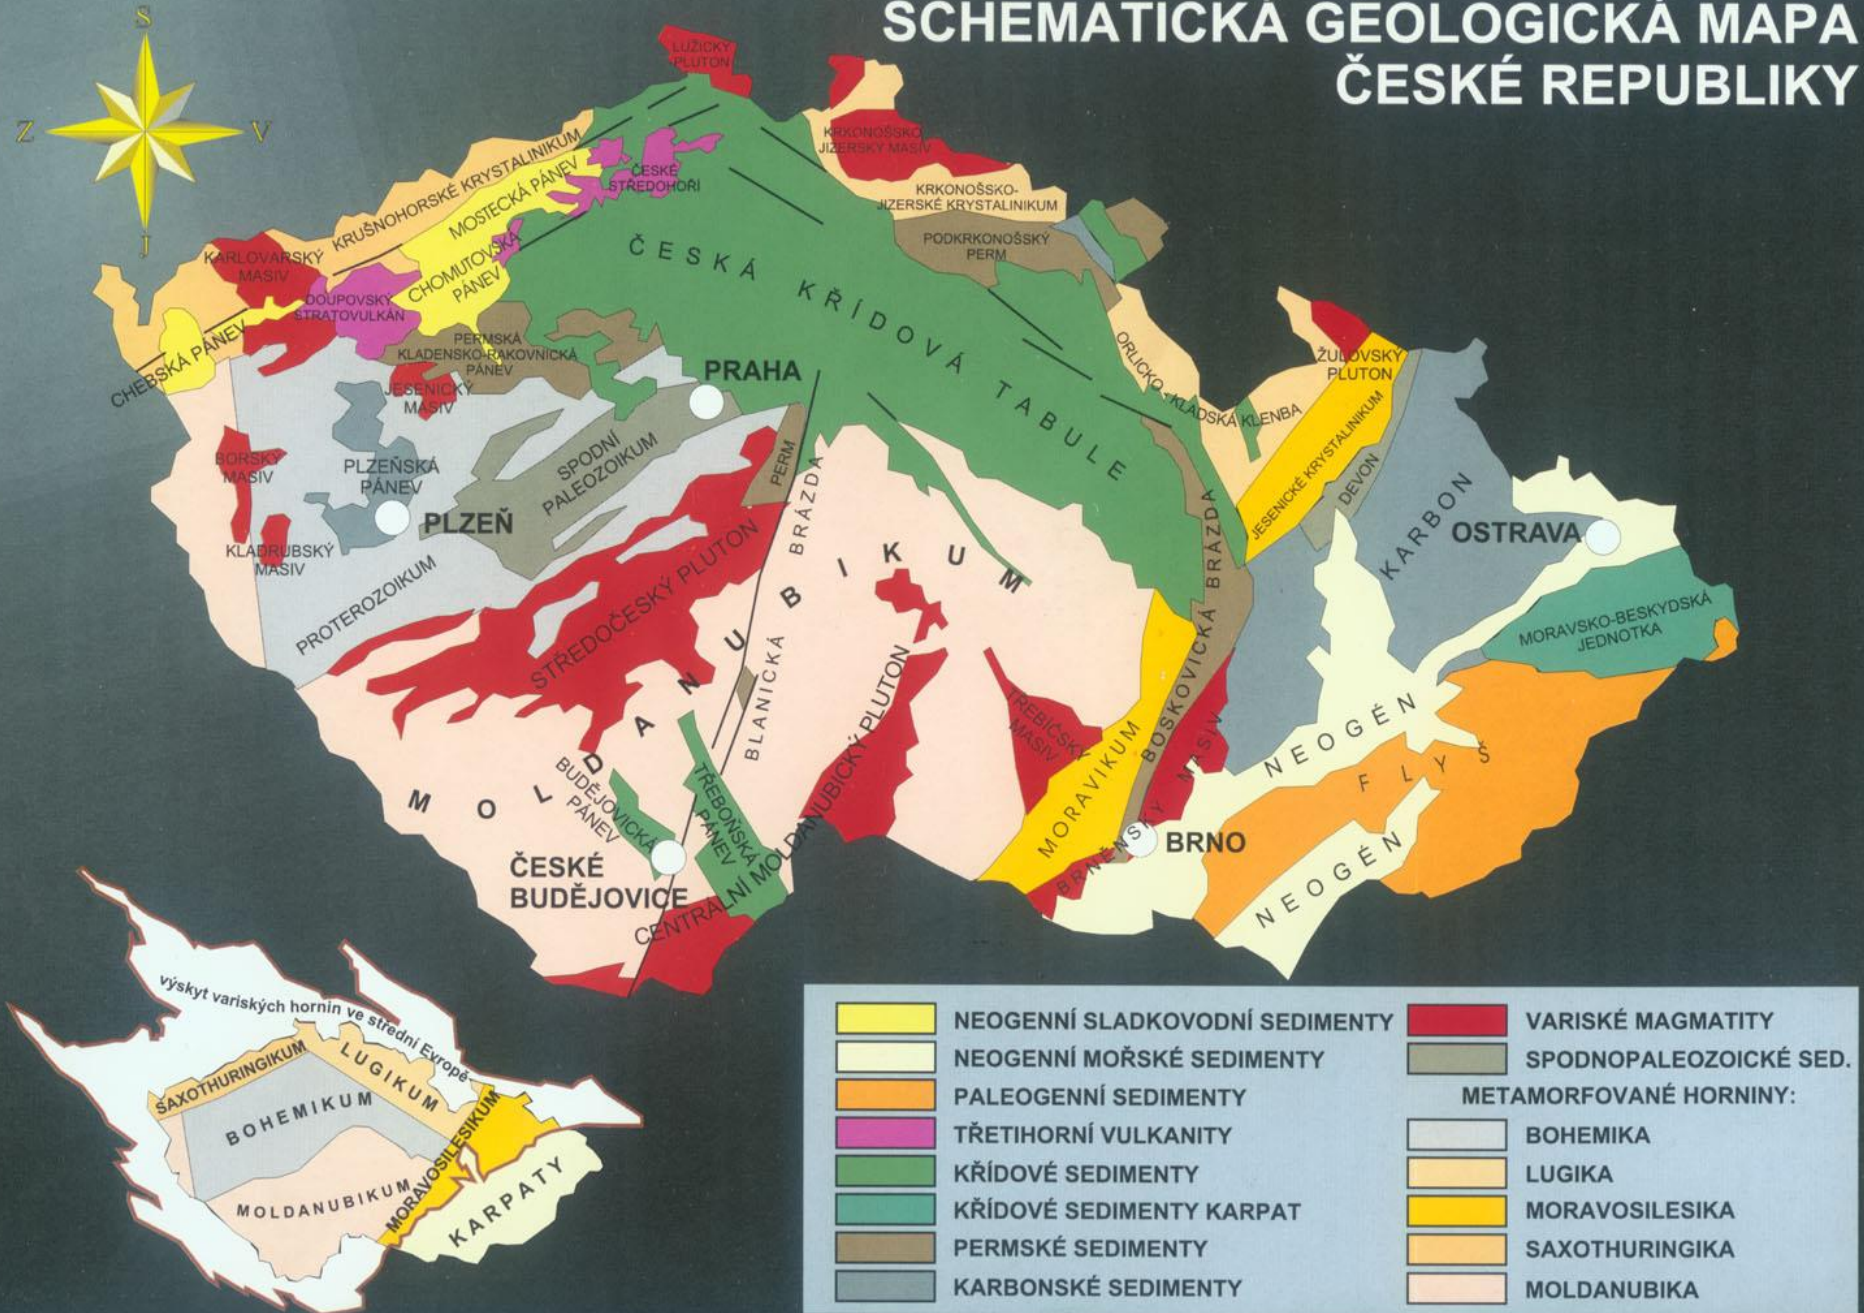 SCHEMATICKÁ GEOLOGICKÁ MAPA
ČESKÉ REPUBLIKY
S
Z
V
J
LUŽICKÝ
PLUTON
KRKONOŠSKO-
JIZERSKÝ MASIV
KRKONOŠSKO-
JIZERSKÉ KRYSTALINIKUM
PODKRKONOŠSKÝ
PERM
KRUŠNOHORSKÉ KRYSTALINIKUM
MOSTECKÁ PÁNEV
ČESKÉ
STŘEDOHOŘÍ
CHOMUTOVSKÁ
PÁNEV
KARLOVARSKÝ
MASIV
DOUPOVSKÝ
STRATOVULKÁN
CHEBSKÁ PÁNEV
PERMSKÁ
KLADENSKO-RAKOVNICKÁ
PÁNEV
JESENICKÝ
MASIV
ČESKÁ KŘÍDOVÁ TABULE
PRAHA
ORLICKO-KLADSKÁ KLENBA
ŽULOVSKÝ
PLUTON
JESENICKÉ KRYSTALINIKUM
DEVON
KARBON
OSTRAVA
BORSKÝ
MASIV
PLZEŇSKÁ
PÁNEV
SPODNÍ
PALEOZOIKUM
PERM
PLZEŇ
KLADRUBSKÝ
MASIV
PROTEROZOIKUM
STŘEDOČESKÝ PLUTON
BLANICKÁ BRÁZDA
MOLDANUBIKUM
BOSKOVICKÁ BRÁZDA
MORAVSKO-BESKYDSKÁ
JEDNOTKA
TŘEBÍČSKÝ
MASIV
MORAVIKUM
BRNĚNSKÝ MASIV
NEOGÉN
FLYŠ
NEOGÉN
BRNO
BUDĚJOVICKÁ
PÁNEV
TŘEBOŇSKÁ
PÁNEV
ČESKÉ
BUDĚJOVICE
CENTRÁLNÍ MOLDANUBICKÝ PLUTON
výskyt variských hornin ve střední Evropě
SAXOTHURINGIKUM
LUGIKUM
BOHEMIKUM
MOLDANUBIKUM
MORAVOSILESIKUM
KARPATY
NEOGENNÍ SLADKOVODNÍ SEDIMENTY
NEOGENNÍ MOŘSKÉ SEDIMENTY
PALEOGENNÍ SEDIMENTY
TŘETIHORNÍ VULKANITY
KŘÍDOVÉ SEDIMENTY
KŘÍDOVÉ SEDIMENTY KARPAT
PERMSKÉ SEDIMENTY
KARBONSKÉ SEDIMENTY
VARISKÉ MAGMATITY
SPODNOPALEOZOICKÉ SED.
METAMORFOVANÉ HORNINY:
BOHEMIKA
LUGIKA
MORAVOSILESIKA
SAXOTHURINGIKA
MOLDANUBIKA